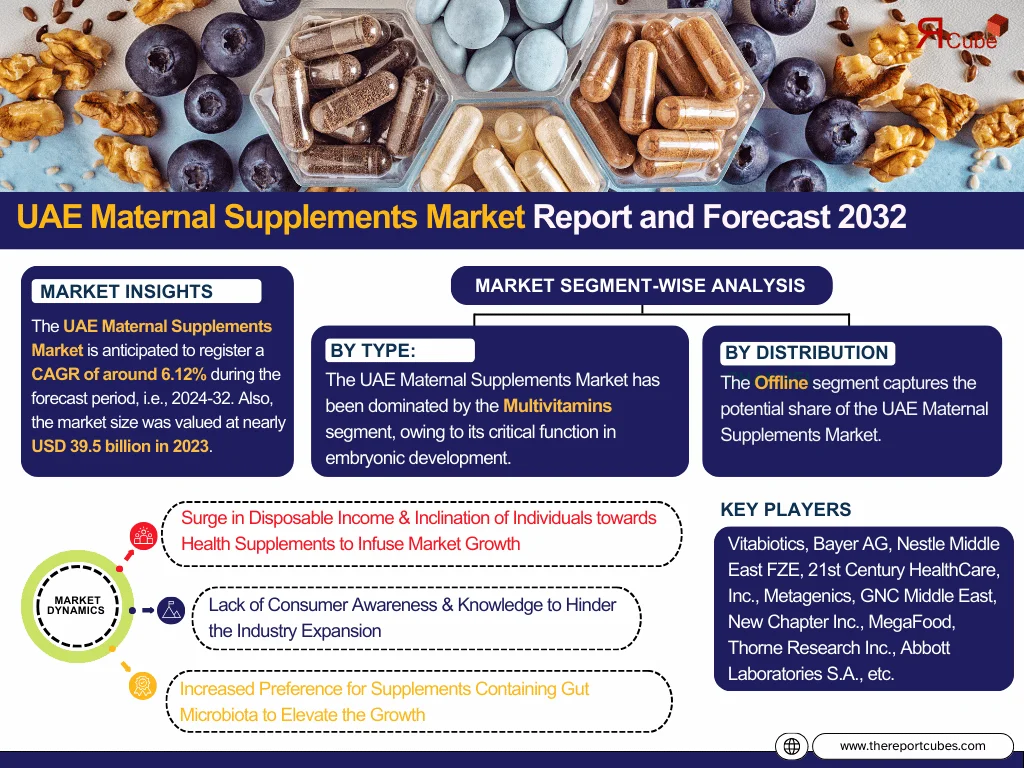 RCube
UAE Maternal Supplements Market Report and Forecast 2032
MARKET INSIGHTS
The UAE Maternal Supplements
Market is anticipated to register a
CAGR of around 6.12% during the
forecast period, i.e., 2024-32. Also,
the market size was valued at nearly
USD 39.5 billion in 2023.
MARKET SEGMENT-WISE ANALYSIS
BY TYPE:
The UAE Maternal Supplements Market has
been dominated by the Multivitamins
segment, owing to its critical function in
embryonic development.
BY DISTRIBUTION
The Offline segment captures the
potential share of the UAE Maternal
Supplements Market.
MARKET
DYNAMICS
Surge in Disposable Income & Inclination of Individuals towards
Health Supplements to Infuse Market Growth
Lack of Consumer Awareness & Knowledge to Hinder
the Industry Expansion
Increased Preference for Supplements Containing Gut
Microbiota to Elevate the Growth
KEY PLAYERS
Vitabiotics, Bayer AG, Nestle Middle
East FZE, 21st Century HealthCare,
Inc., Metagenics, GNC Middle East,
New Chapter Inc., MegaFood,
Thorne Research Inc., Abbott
Laboratories S.A., etc.
www.thereportcubes.com